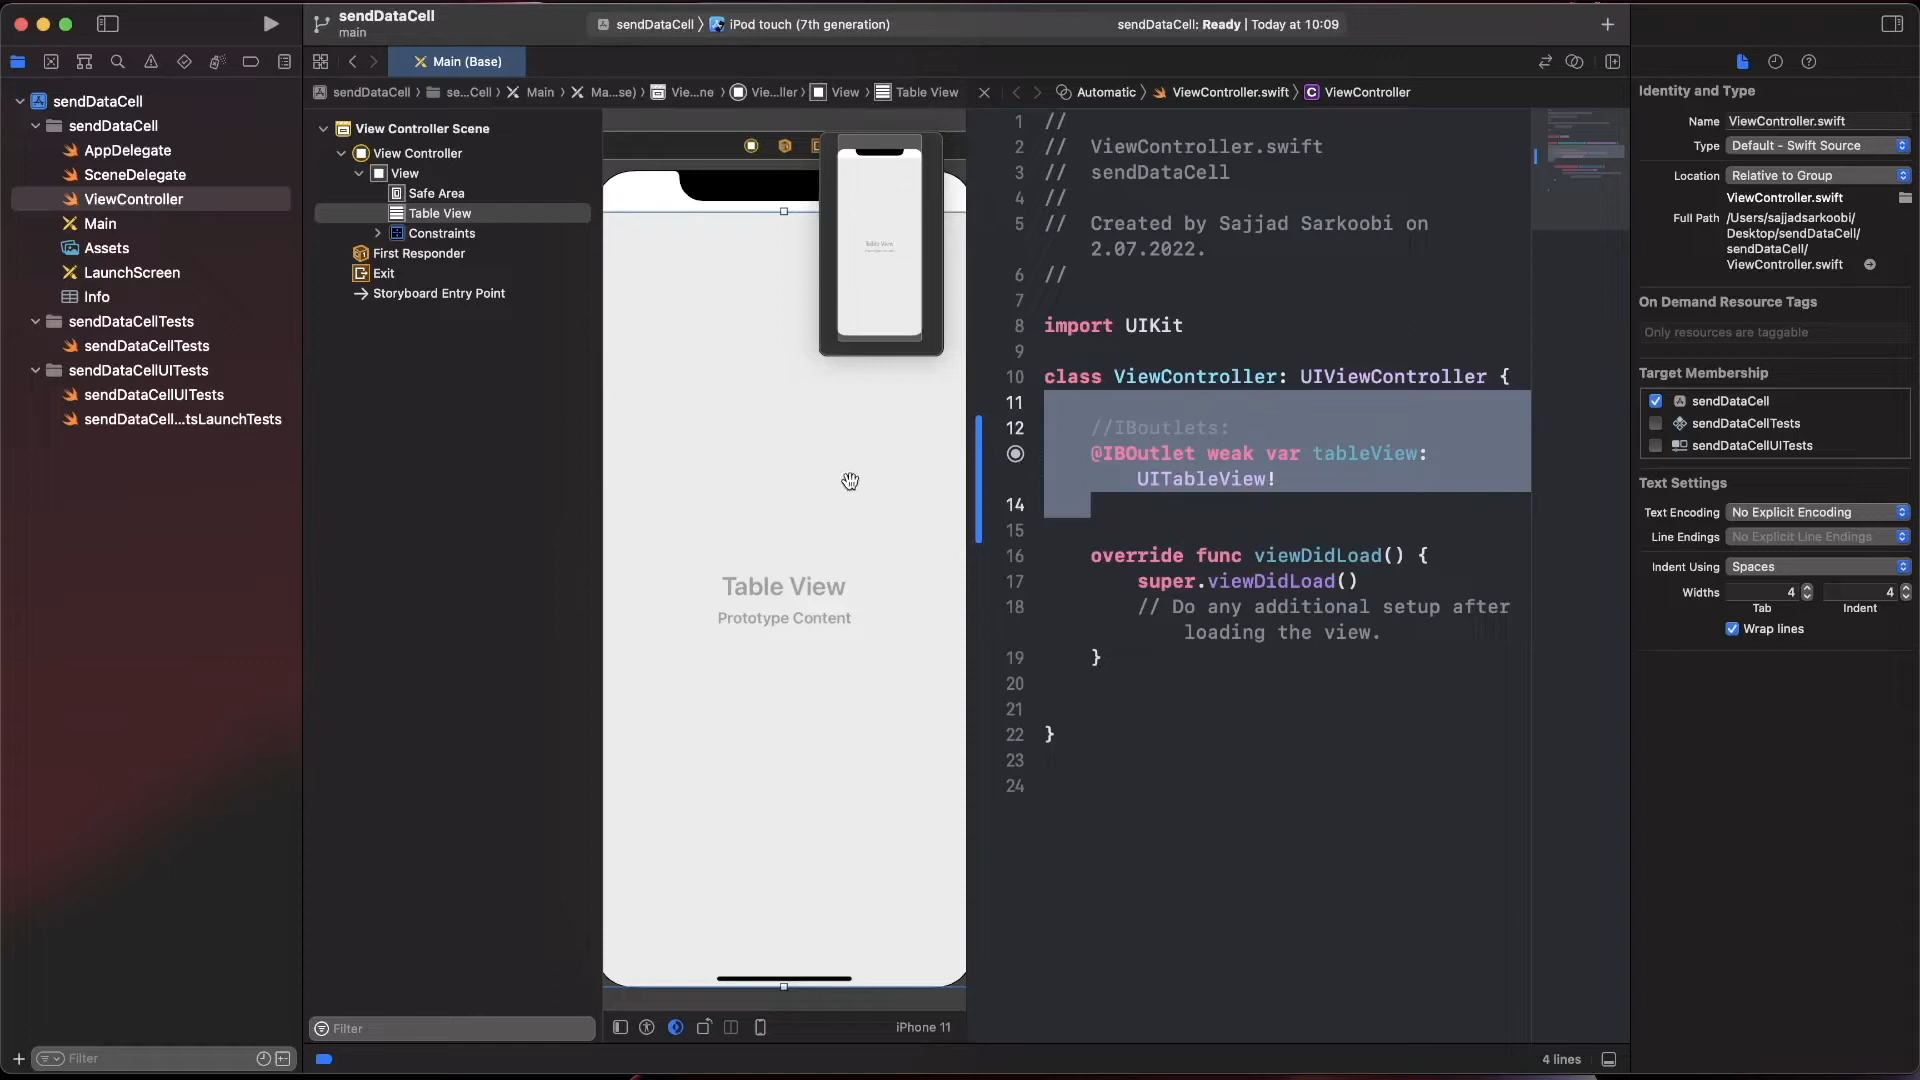 sendDataCell
main
sendDataCell
iPod touch (7th generation)
sendDataCell: Ready | Today at 10:09
Main (Base)
sendDataCell
se...Cell
Main
Ma...se)
Vie...ne
Vie...ller
View
Table View
Automatic
ViewController.swift
ViewController
sendDataCell
sendDataCell
AppDelegate
SceneDelegate
ViewController
Main
Assets
LaunchScreen
Info
sendDataCellTests
sendDataCellTests
sendDataCellUITests
sendDataCellUITests
sendDataCell...tsLaunchTests
Filter
View Controller Scene
View Controller
View
Safe Area
Table View
Constraints
First Responder
Exit
Storyboard Entry Point
Filter
Table View
Table View
Prototype Content
iPhone 11
1 //
2 //  ViewController.swift
3 //  sendDataCell
4 //
5 //  Created by Sajjad Sarkoobi on
2.07.2022.
6 //
7
8 import UIKit
9
10 class ViewController: UIViewController {
11
12 //IBoutlets:
@IBOutlet weak var tableView:
UITableView!
14
15
16 override func viewDidLoad() {
17 super.viewDidLoad()
18 // Do any additional setup after
loading the view.
19 }
20
21
22 }
23
24
4 lines
Identity and Type
Name ViewController.swift
Type Default - Swift Source
Location Relative to Group
ViewController.swift
Full Path /Users/sajjadsarkoobi/
Desktop/sendDataCell/
sendDataCell/
ViewController.swift
On Demand Resource Tags
Only resources are taggable
Target Membership
sendDataCell
sendDataCellTests
sendDataCellUITests
Text Settings
Text Encoding No Explicit Encoding
Line Endings No Explicit Line Endings
Indent Using Spaces
Widths 4 4
Tab Indent
Wrap lines